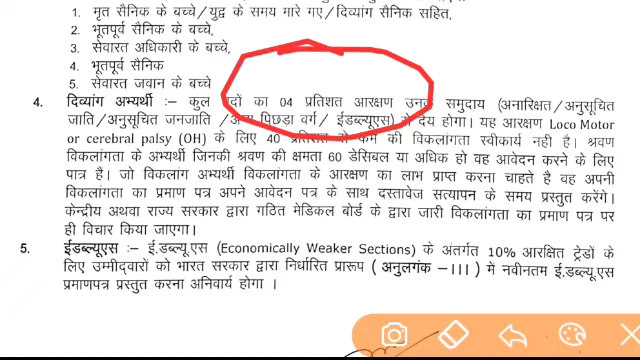 1. मृत सैनिक के बच्चे/युद्व के समय मारे गए/दिव्यांग सैनिक सहित,
2. भूतपूर्व सैनिक के बच्चे,
3. सेवारत अधिकारी के बच्चे,
4. भूतपूर्व सैनिक
5. सेवारत जवान के बच्चे
4. दिव्यांग अभ्यर्थी :– कुल का 04 प्रतिशत आरक्षण समुदाय (अनारक्षित/अनुसूचित
जाति/अनुसूचित जनजाति / पिछड़ा वर्ग/ ईडब्ल्यूएस) से देय होगा। यह आरक्षण Loco Motor
or cerebral palsy (OH) के लिए 40 प्रतिशत से कम की विकलांगता स्वीकार्य नहीं है। श्रवण
विकलांगता के अभ्यर्थी जिनकी श्रवण की क्षमता 60 डेसिबल या अधिक हो वह आवेदन करने के लिए
पात्र हैं। जो विकलांग अभ्यर्थी विकलांगता के आरक्षण का लाभ प्राप्त करना चाहते है वह अपनी
विकलांगता का प्रमाण पत्र अपने आवेदन पत्र के साथ दस्तावेज सत्यापन के समय प्रस्तुत करेंगे।
केन्द्रीय अथवा राज्य सरकार द्वारा गठित मेडिकल बोर्ड के द्वारा जारी विकलांगता का प्रमाण पत्र पर
ही विचार किया जाएगा।
5. ईडब्ल्यूएस :– ई.डब्ल्यू.एस (Economically Weaker Sections) के अंतर्गत 10% आरक्षित ट्रेडों के
लिए उम्मीद्वारों को भारत सरकार द्वारा निर्धारित प्रारूप (अनुलगंक –III) में नवीनतम ई.डब्ल्यू.एस
प्रमाणपत्र प्रस्तुत करना अनिवार्य होगा ।